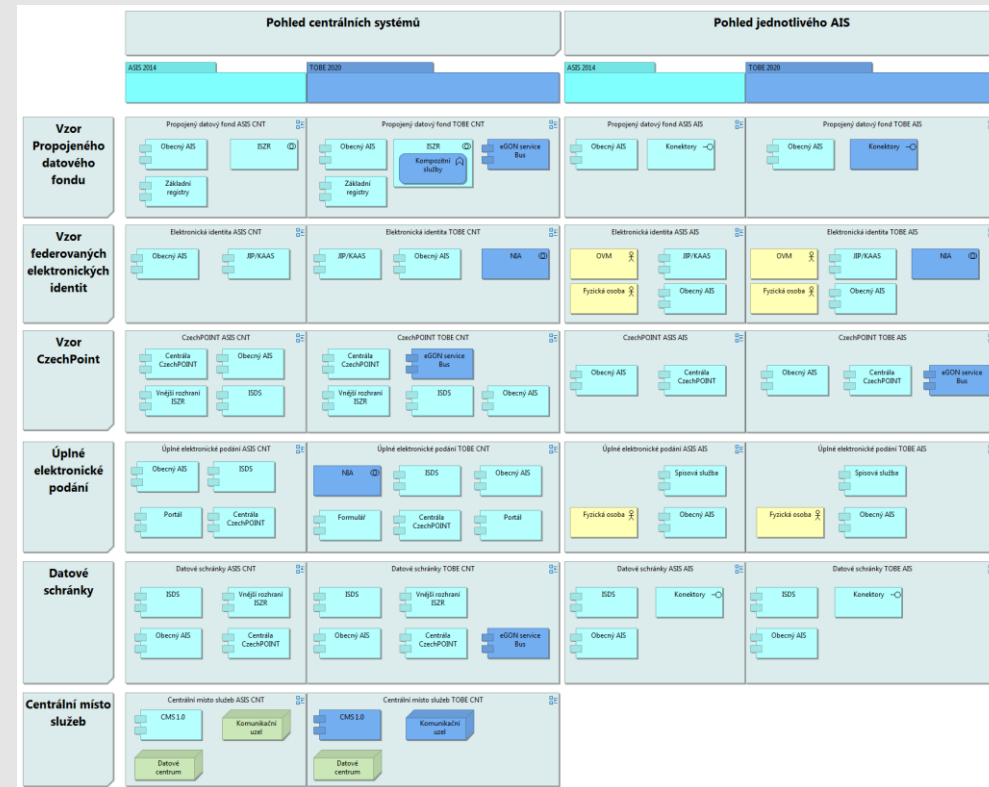 Pohled centrálních systémů
Pohled jednotlivého AIS
ASIS 2014
TOBE 2020
ASIS 2014
TOBE 2020
Vzor
Propojeného
datového
fondu
Propojený datový fond ASIS CNT
Obecný AIS
ISZR
Základní
registry
Propojený datový fond TOBE CNT
Obecný AIS
ISZR
Kompozitní
služby
eGON service
Bus
Základní
registry
Propojený datový fond ASIS AIS
Obecný AIS
Konektory
Propojený datový fond TOBE AIS
Obecný AIS
Konektory
Vzor
federovaných
elektronických
identit
Elektronická identita ASIS CNT
Obecný AIS
JIP/KAAS
Elektronická identita TOBE CNT
JIP/KAAS
Obecný AIS
NIA
Elektronická identita ASIS AIS
OVM
JIP/KAAS
Fyzická osoba
Obecný AIS
Elektronická identita TOBE AIS
OVM
JIP/KAAS
NIA
Fyzická osoba
Obecný AIS
Vzor
CzechPoint
CzechPOINT ASIS CNT
Centrála
CzechPOINT
Obecný AIS
Vnější rozhraní
ISZR
ISDS
CzechPOINT TOBE CNT
Centrála
CzechPOINT
eGON service
Bus
Vnější rozhraní
ISZR
ISDS
Obecný AIS
CzechPOINT ASIS AIS
Obecný AIS
Centrála
CzechPOINT
CzechPOINT TOBE AIS
Obecný AIS
Centrála
CzechPOINT
eGON service
Bus
Úplné
elektronické
podání
Úplné elektronické podání ASIS CNT
Obecný AIS
ISDS
Portál
Centrála
CzechPOINT
Úplné elektronické podání TOBE CNT
NIA
ISDS
Obecný AIS
Formulář
Centrála
CzechPOINT
Portál
Úplné elektronické podání ASIS AIS
Spisová služba
Fyzická osoba
Obecný AIS
Úplné elektronické podání TOBE AIS
Spisová služba
Fyzická osoba
Obecný AIS
Datové
schránky
Datové schránky ASIS CNT
ISDS
Vnější rozhraní
ISZR
Obecný AIS
Centrála
CzechPOINT
Datové schránky TOBE CNT
ISDS
Vnější rozhraní
ISZR
Obecný AIS
Centrála
CzechPOINT
eGON service
Bus
Datové schránky ASIS AIS
ISDS
Konektory
Obecný AIS
Datové schránky TOBE AIS
ISDS
Konektory
Obecný AIS
Centrální místo
služeb
Centrální místo služeb ASIS CNT
CMS 1.0
Komunikační
uzel
Datové
centrum
Centrální místo služeb TOBE CNT
CMS 1.0
Komunikační
uzel
Datové
centrum